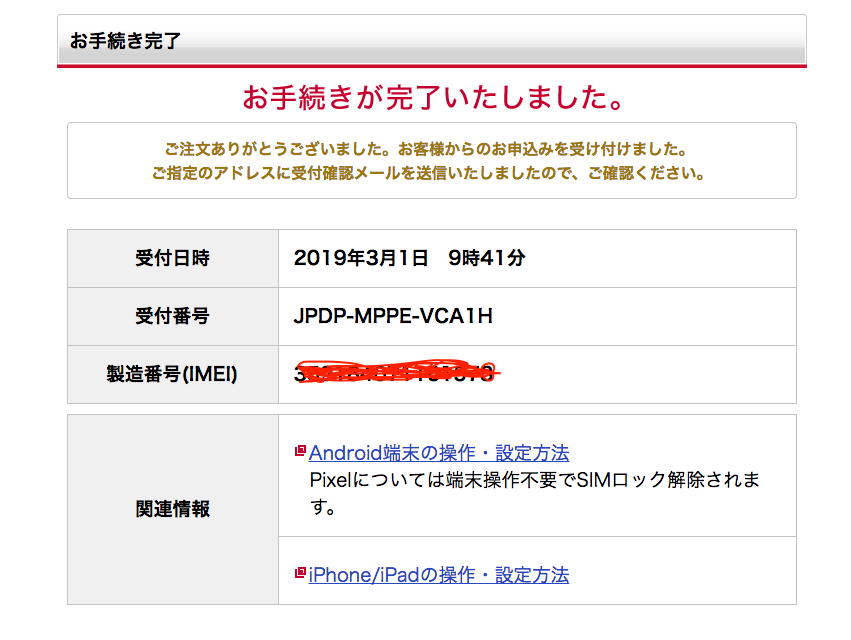 お手続き完了
お手続きが完了いたしました。
ご注文ありがとうございました。お客様からのお申込みを受け付けました。
ご指定のアドレスに受付確認メールを送信いたしましたので、ご確認ください。
受付日時
2019年3月1日　9時41分
受付番号
JPDP-MPPE-VCA1H
製造番号(IMEI)
関連情報
Android端末の操作・設定方法
Pixelについては端末操作不要でSIMロック解除されま
す。
iPhone/iPadの操作・設定方法